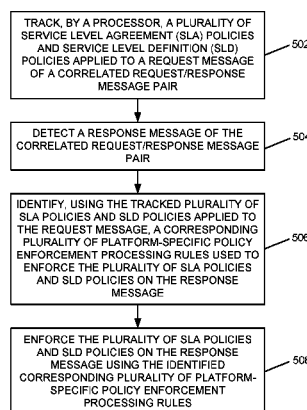 TRACK, BY A PROCESSOR, A PLURALITY OF
SERVICE LEVEL AGREEMENT (SLA) POLICIES
AND SERVICE LEVEL DEFINITION (SLD)
POLICIES APPLIED TO A REQUEST MESSAGE
OF A CORRELATED REQUEST/RESPONSE
MESSAGE PAIR
502
DETECT A RESPONSE MESSAGE OF THE
CORRELATED REQUEST/RESPONSE MESSAGE
PAIR
504
IDENTIFY, USING THE TRACKED PLURALITY OF
SLA POLICIES AND SLD POLICIES APPLIED TO
THE REQUEST MESSAGE, A CORRESPONDING
PLURALITY OF PLATFORM-SPECIFIC POLICY
ENFORCEMENT PROCESSING RULES USED TO
ENFORCE THE PLURALITY OF SLA POLICIES
AND SLD POLICIES ON THE RESPONSE
MESSAGE
506
ENFORCE THE PLURALITY OF SLA POLICIES
AND SLD POLICIES ON THE RESPONSE
MESSAGE USING THE IDENTIFIED
CORRESPONDING PLURALITY OF PLATFORM-
SPECIFIC POLICY ENFORCEMENT
PROCESSING RULES
508